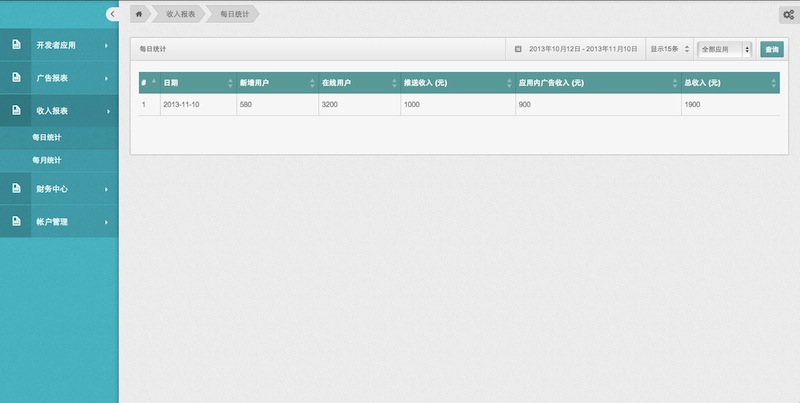 收入报表 每日统计
开发者应用
广告报表
收入报表
每日统计
每月统计
财务中心
帐户管理
每日统计 2013年10月12日 - 2013年11月10日 显示15条 全部应用 查询
# 日期 新增用户 在线用户 推送收入 (元) 应用内广告收入 (元) 总收入 (元)
1 2013-11-10 580 3200 1000 900 1900